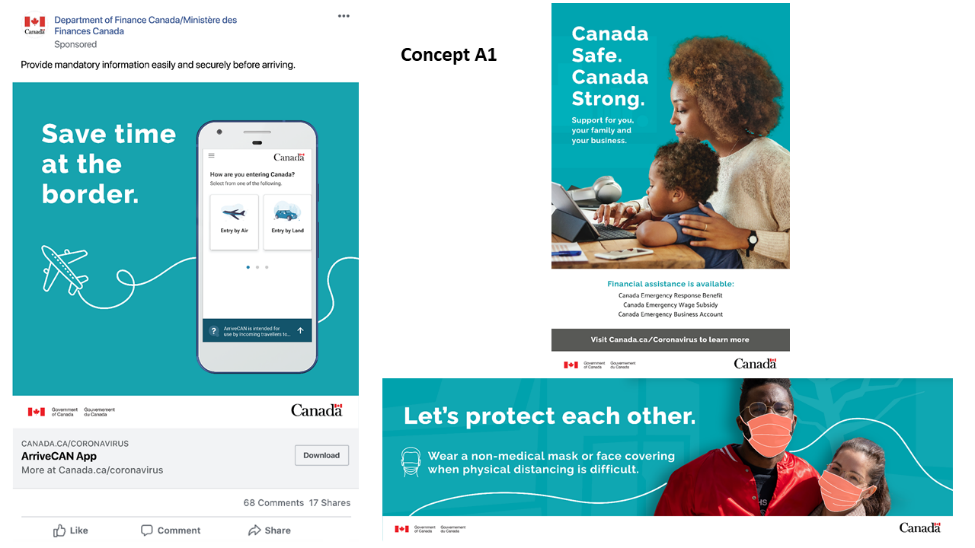 Department of Finance Canada/Ministère des
Finances Canada
Canada
Sponsored
Provide mandatory information easily and securely before arriving.
Save time
at the
border.
Canada
How are you entering Canada?
Select from one of the following.
Entry by Air
Entry by Land
?
ArriveCAN is intended for
use by incoming travellers to...
Government
of Canada
Gouvernement
du Canada
Canada
CANADA.CA/CORONAVIRUS
ArriveCAN App
More at Canada.ca/coronavirus
Download
68 Comments 17 Shares
Like
Comment
Share
Concept A1
Canada
Safe.
Canada
Strong.
Support for you,
your family and
your business.
Financial assistance is available:
Canada Emergency Response Benefit
Canada Emergency Wage Subsidy
Canada Emergency Business Account
Visit Canada.ca/Coronavirus to learn more
Government
of Canada
Gouvernement
du Canada
Canada
Let's protect each other.
Wear a non-medical mask or face covering
when physical distancing is difficult.
Government
of Canada
Gouvernement
du Canada
Canada